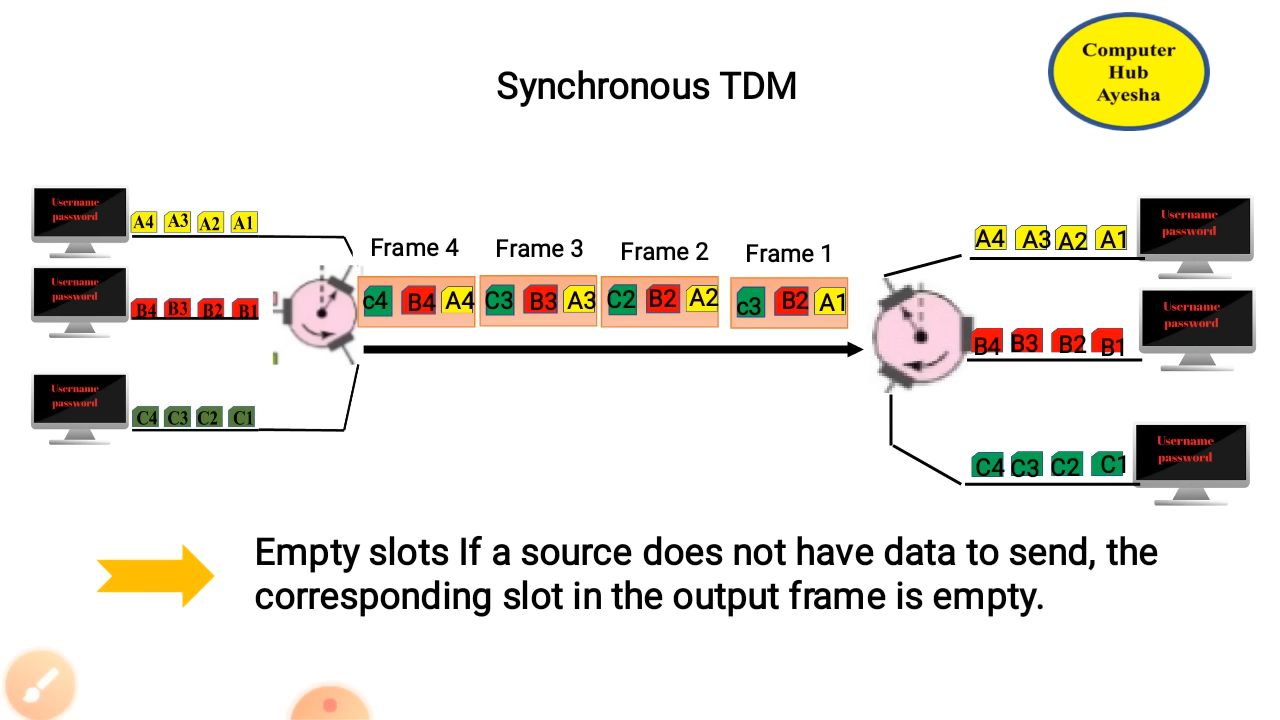 Synchronous TDM
Computer
Hub
Ayesha
Username
password
A4 A3 A2 A1
Username
password
B4 B3 B2 B1
Username
password
C4 C3 C2 C1
Frame 4 Frame 3 Frame 2 Frame 1
c4 B4 A4 C3 B3 A3 C2 B2 A2 c3 B2 A1
A4 A3 A2 A1
Username
password
B4 B3 B2 B1
Username
password
C4 C3 C2 C1
Username
password
Empty slots If a source does not have data to send, the
corresponding slot in the output frame is empty.